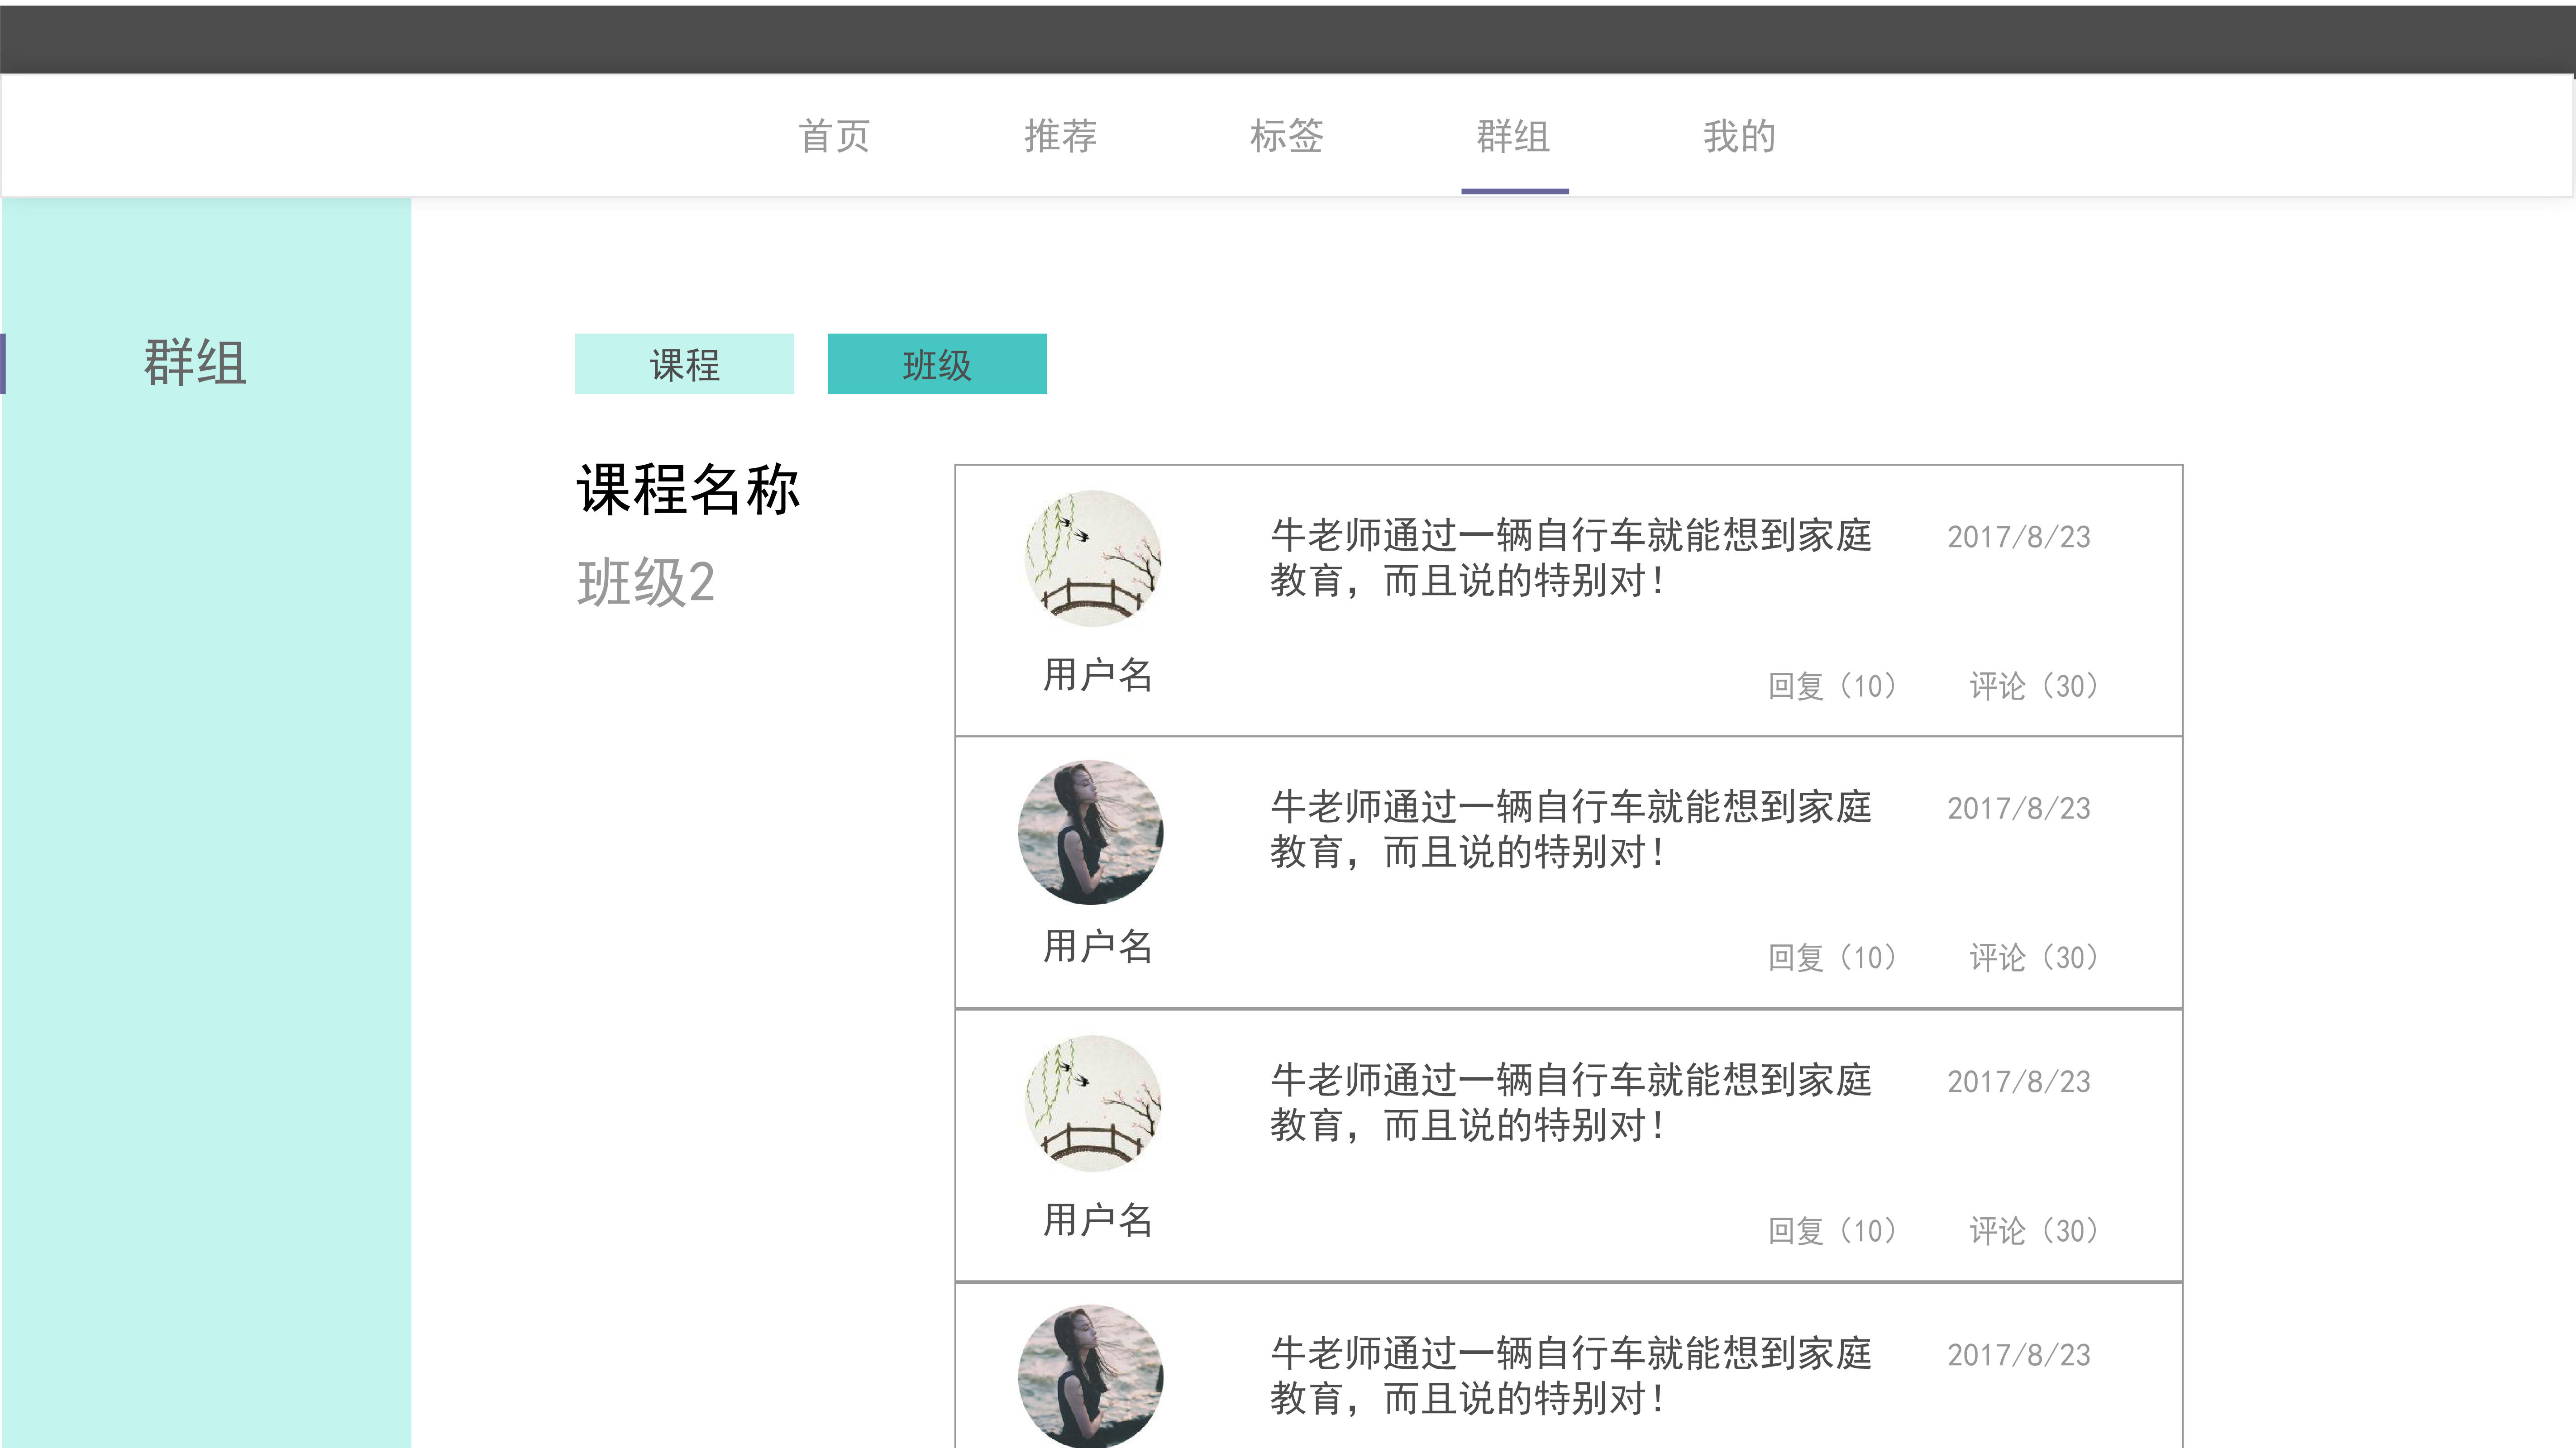 首页 推荐 标签 群组 我的
群组
课程 班级
课程名称
班级2
牛老师通过一辆自行车就能想到家庭 2017/8/23
教育，而且说的特别对！
用户名
回复（10） 评论（30）
牛老师通过一辆自行车就能想到家庭 2017/8/23
教育，而且说的特别对！
用户名
回复（10） 评论（30）
牛老师通过一辆自行车就能想到家庭 2017/8/23
教育，而且说的特别对！
用户名
回复（10） 评论（30）
牛老师通过一辆自行车就能想到家庭 2017/8/23
教育，而且说的特别对！